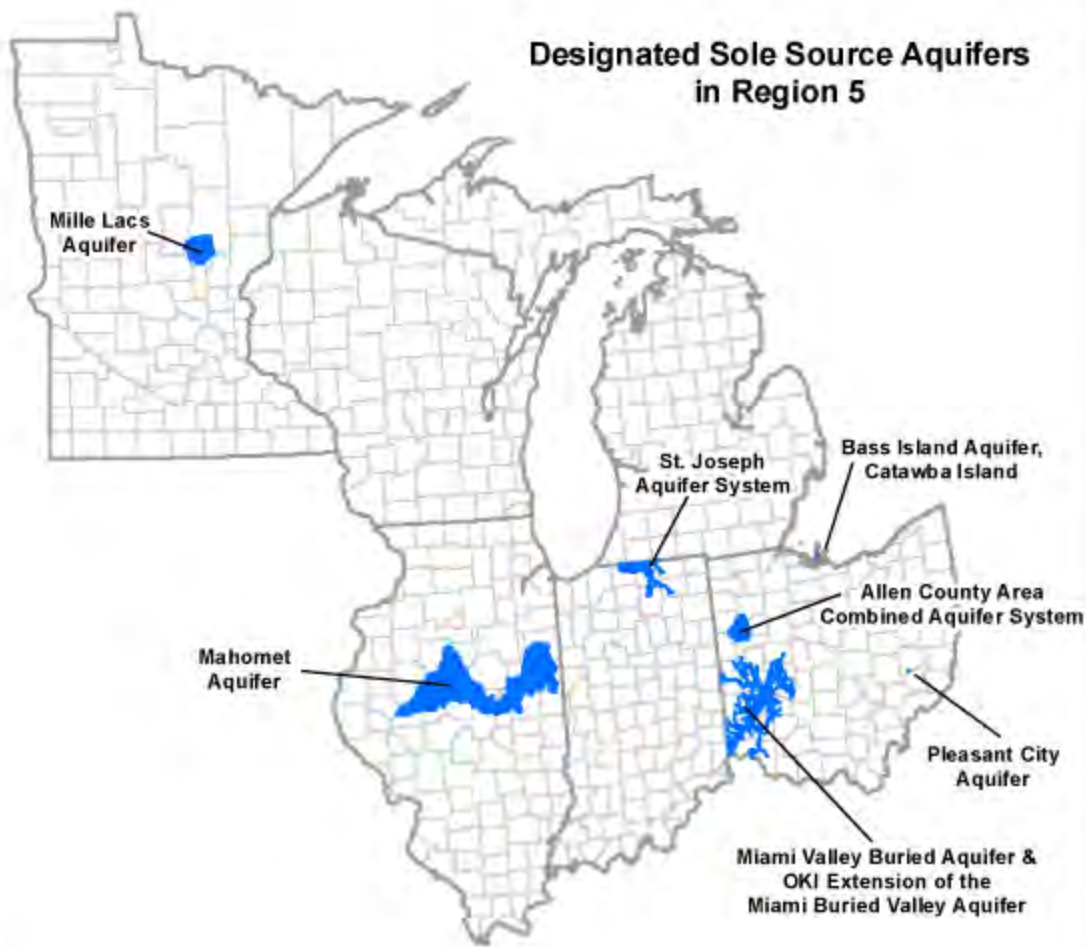 Designated Sole Source Aquifers
in Region 5
Mille Lacs
Aquifer
St. Joseph
Aquifer System
Bass Island Aquifer,
Catawba Island
Allen County Area
Combined Aquifer System
Mahomet
Aquifer
Pleasant City
Aquifer
Miami Valley Buried Aquifer &
OKI Extension of the
Miami Buried Valley Aquifer